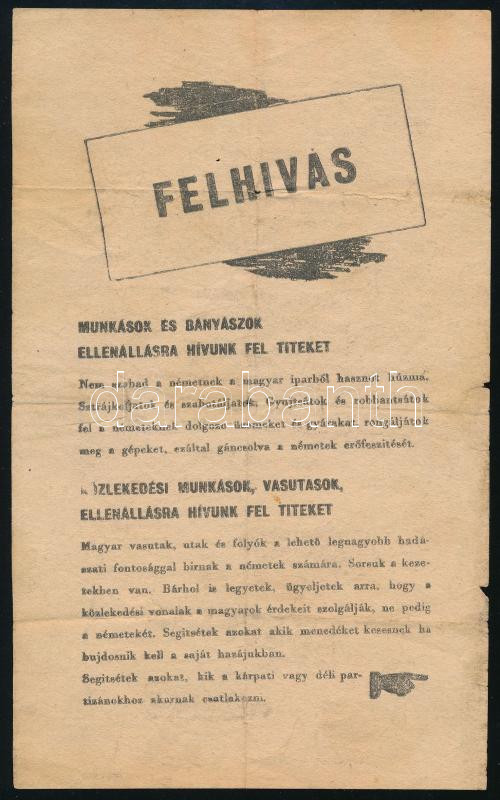 FELHIVÁS
MUNKÁSOK ÉS BÁNYÁSZOK
ELLENÁLLÁSRA HÍVUNK FEL TITEKET
Nem szabad a németnek a magyar iparból hasznot húznia.
Sztrájkoljatok és szabotáljatok. Gyujtsátok és robbantsátok
fel a németeknek dolgozó üzemeket és gyárakat, rongáljátok
meg a gépeket, ezáltal gáncsolva a németek erőfeszitését.
KÖZLEKEDÉSI MUNKÁSOK, VASUTASOK,
ELLENÁLLÁSRA HÍVUNK FEL TITEKET
Magyar vasutak, utak és folyók a lehető legnagyobb hadá-
szati fontosággal birnak a németek számára. Sorsuk a keze-
tekben van. Bárhol is legyetek, ügyeljetek arra, hogy a
közlekedési vonalak a magyarok érdekeit szolgálják, ne pedig
a németekét. Segitsétek azokat akik menedéket keresnek ha
bujdosnik kell a saját hazájukban.
Segitsétek azokat, kik a kárpati vagy déli par-
tizánokhoz akarnak csatlakozni.
darabanth